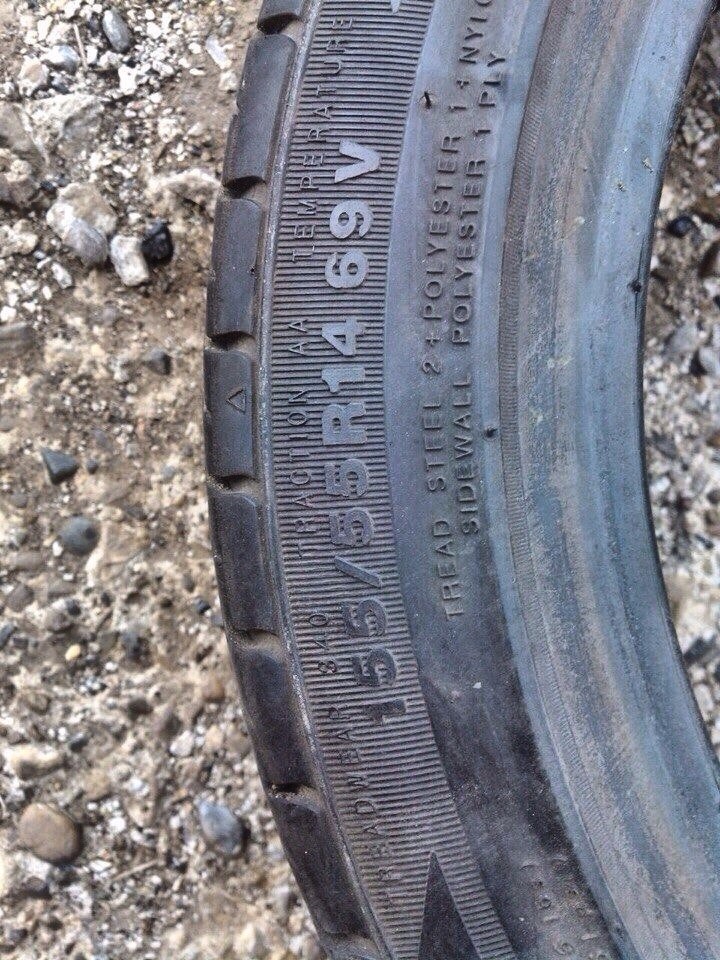 TREADWEAR 340 TRACTION AA TEMPERATURE
155/55R14 69V
TREAD STEEL 2+POLYESTER 1+NYLO
SIDEWALL POLYESTER 1 PLY